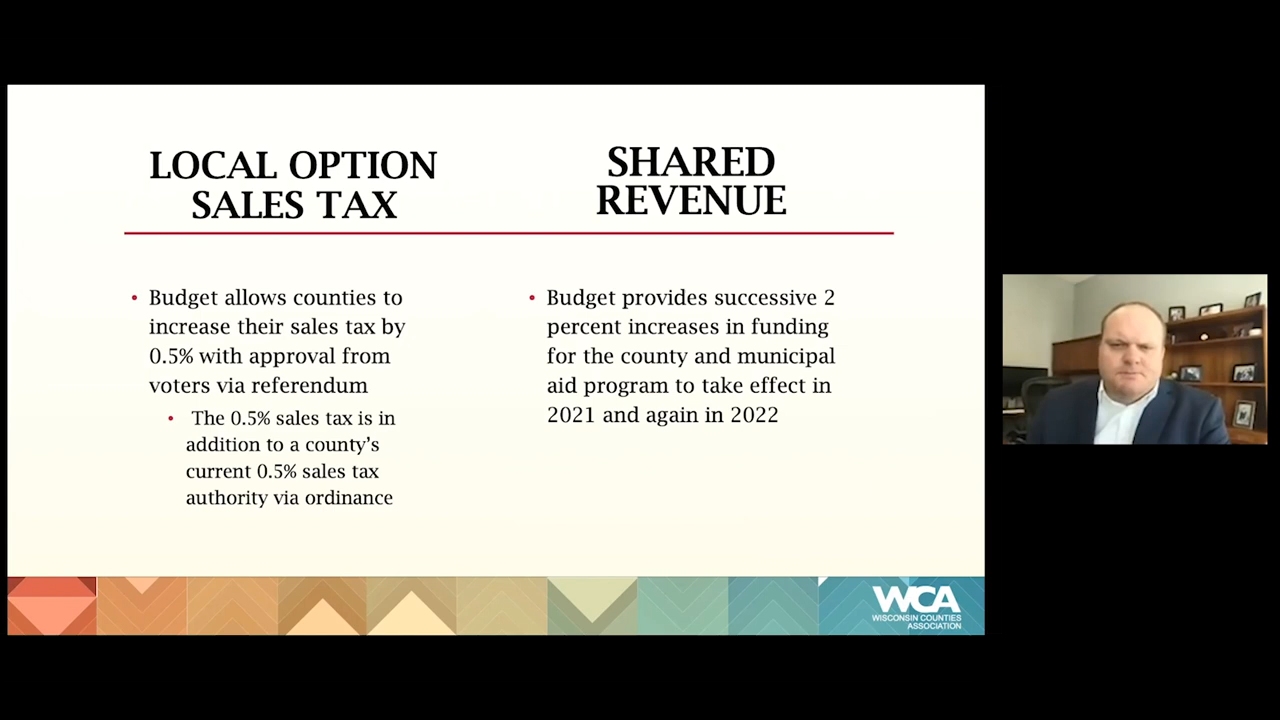 LOCAL OPTION
SALES TAX
• Budget allows counties to
increase their sales tax by
0.5% with approval from
voters via referendum
• The 0.5% sales tax is in
addition to a county's
current 0.5% sales tax
authority via ordinance
SHARED
REVENUE
• Budget provides successive 2
percent increases in funding
for the county and municipal
aid program to take effect in
2021 and again in 2022
WCA
WISCONSIN COUNTIES
ASSOCIATION